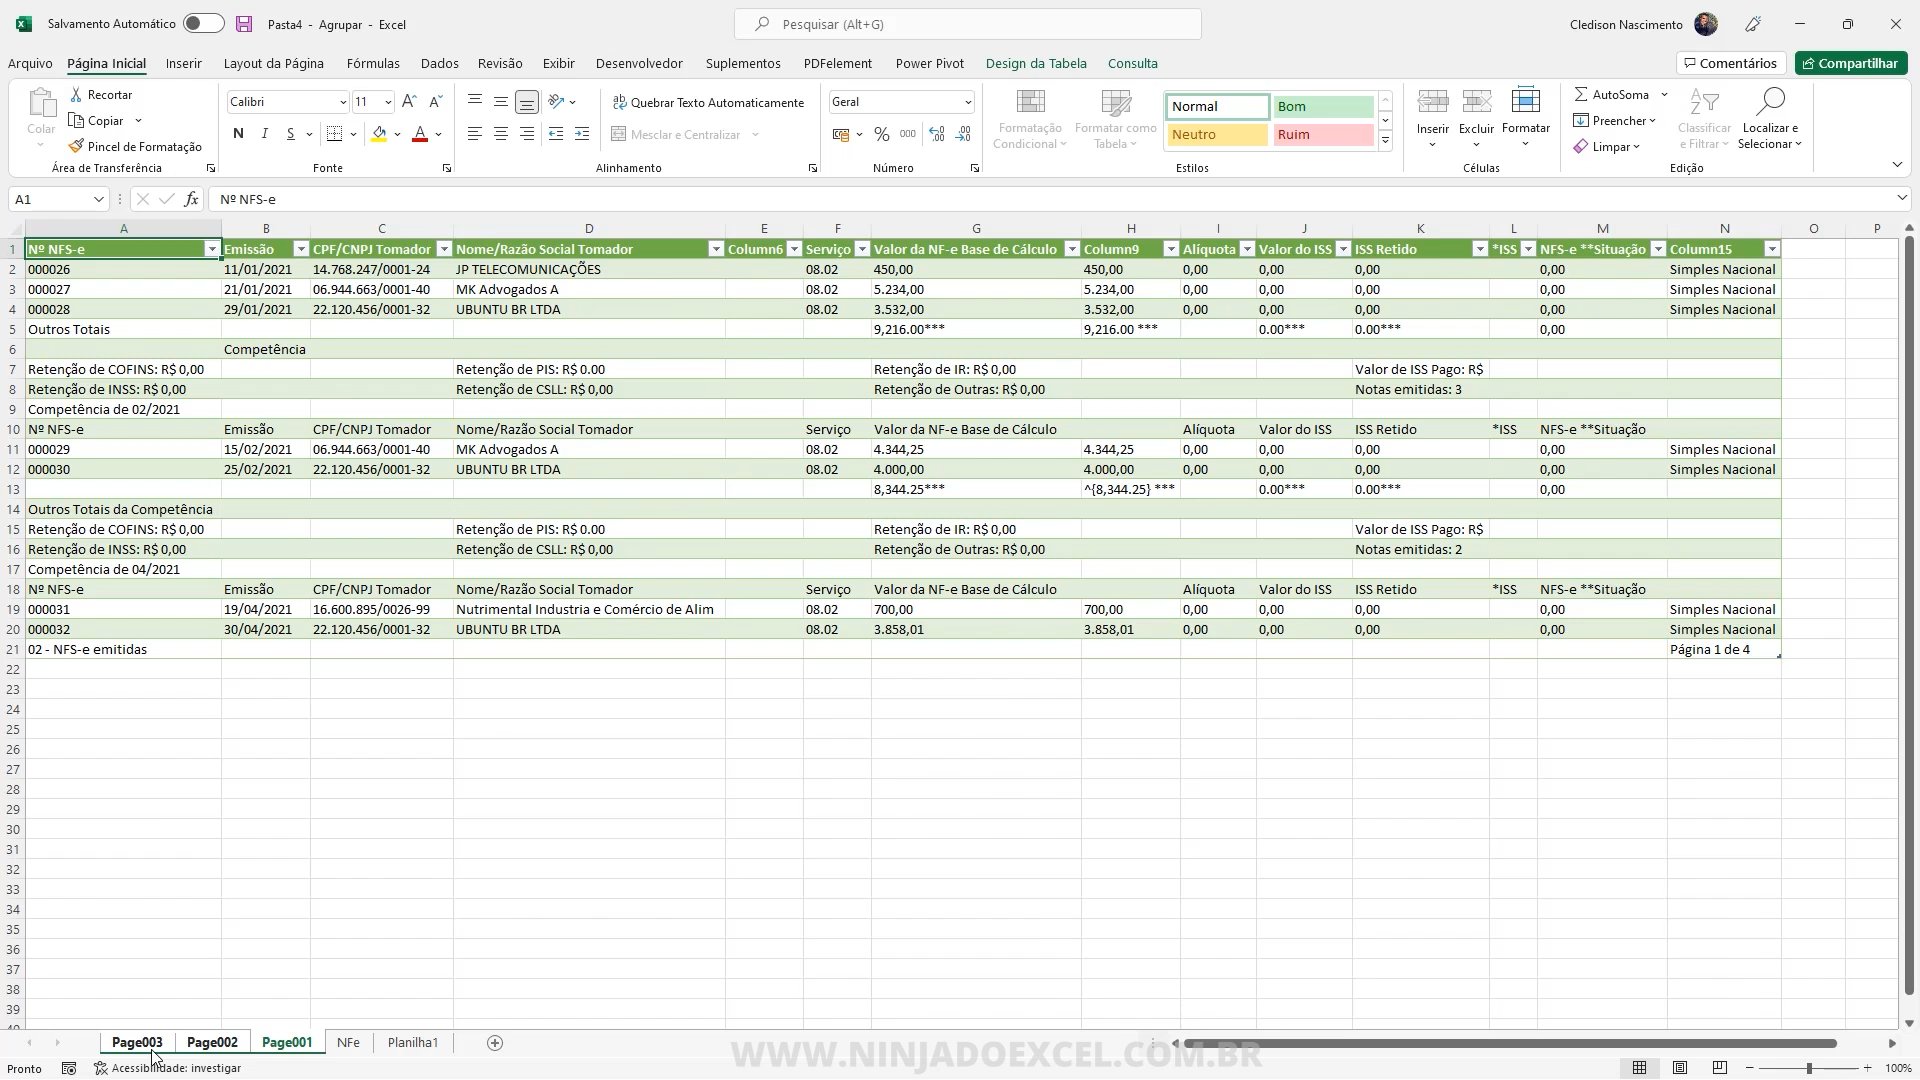 Salvamento Automático Pasta4 - Agrupar - Excel Pesquisar (Alt+G) Cledison Nascimento
Arquivo Página Inicial Inserir Layout da Página Fórmulas Dados Revisão Exibir Desenvolvedor Suplementos PDFelement Power Pivot Design da Tabela Consulta Comentários Compartilhar
Colar Recortar Copiar Pincel de Formatação
Área de Transferência
Calibri 11
N I S
Fonte
Quebrar Texto Automaticamente
Mesclar e Centralizar
Alinhamento
Geral
% 000
Número
Formatação Condicional
Formatar como Tabela
Normal Bom
Neutro Ruim
Estilos
Inserir Excluir Formatar
Células
AutoSoma
Preencher
Limpar
Classificar e Filtrar
Localizar e Selecionar
Edição
A1 fx Nº NFS-e
A B C D E F G H I J K L M N O P
1 Nº NFS-e Emissão CPF/CNPJ Tomador Nome/Razão Social Tomador Column6 Serviço Valor da NF-e Base de Cálculo Column9 Alíquota Valor do ISS ISS Retido *ISS NFS-e **Situação Column15
2 000026 11/01/2021 14.768.247/0001-24 JP TELECOMUNICAÇÕES 08.02 450,00 450,00 0,00 0,00 0,00 0,00 Simples Nacional
3 000027 21/01/2021 06.944.663/0001-40 MK Advogados A 08.02 5.234,00 5.234,00 0,00 0,00 0,00 0,00 Simples Nacional
4 000028 29/01/2021 22.120.456/0001-32 UBUNTU BR LTDA 08.02 3.532,00 3.532,00 0,00 0,00 0,00 0,00 Simples Nacional
5 Outros Totais 9,216.00*** 9,216.00 *** 0.00*** 0.00*** 0,00
6 Competência
7 Retenção de COFINS: R$ 0,00 Retenção de PIS: R$ 0.00 Retenção de IR: R$ 0,00 Valor de ISS Pago: R$
8 Retenção de INSS: R$ 0,00 Retenção de CSLL: R$ 0,00 Retenção de Outras: R$ 0,00 Notas emitidas: 3
9 Competência de 02/2021
10 Nº NFS-e Emissão CPF/CNPJ Tomador Nome/Razão Social Tomador Serviço Valor da NF-e Base de Cálculo Alíquota Valor do ISS ISS Retido *ISS NFS-e **Situação
11 000029 15/02/2021 06.944.663/0001-40 MK Advogados A 08.02 4.344,25 4.344,25 0,00 0,00 0,00 0,00 Simples Nacional
12 000030 25/02/2021 22.120.456/0001-32 UBUNTU BR LTDA 08.02 4.000,00 4.000,00 0,00 0,00 0,00 0,00 Simples Nacional
13 8,344.25*** ^{8,344.25} *** 0.00*** 0.00*** 0,00
14 Outros Totais da Competência
15 Retenção de COFINS: R$ 0,00 Retenção de PIS: R$ 0.00 Retenção de IR: R$ 0,00 Valor de ISS Pago: R$
16 Retenção de INSS: R$ 0,00 Retenção de CSLL: R$ 0,00 Retenção de Outras: R$ 0,00 Notas emitidas: 2
17 Competência de 04/2021
18 Nº NFS-e Emissão CPF/CNPJ Tomador Nome/Razão Social Tomador Serviço Valor da NF-e Base de Cálculo Alíquota Valor do ISS ISS Retido *ISS NFS-e **Situação
19 000031 19/04/2021 16.600.895/0026-99 Nutrimental Industria e Comércio de Alim 08.02 700,00 700,00 0,00 0,00 0,00 0,00 Simples Nacional
20 000032 30/04/2021 22.120.456/0001-32 UBUNTU BR LTDA 08.02 3.858,01 3.858,01 0,00 0,00 0,00 0,00 Simples Nacional
21 02 - NFS-e emitidas Página 1 de 4
22
23
24
25
26
27
28
29
30
31
32
33
34
35
36
37
38
39
Page003 Page002 Page001 NFe Planilha1
WWW.NINJADOEXCEL.COM.BR
Pronto Acessibilidade: investigar 100%